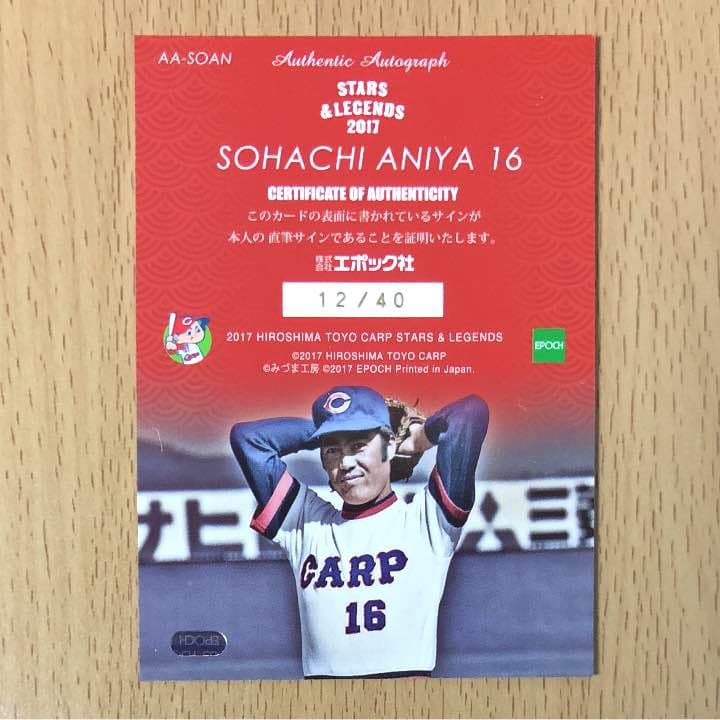 AA-SOAN
Authentic Autograph
STARS
& LEGENDS
2017
SOHACHI ANIYA 16
CERTIFICATE OF AUTHENTICITY
このカードの表面に書かれているサインが
本人の 直筆サインであることを証明いたします。
株式会社エポック社
12/40
2017 HIROSHIMA TOYO CARP STARS & LEGENDS
©2017 HIROSHIMA TOYO CARP
©みづま工房 ©2017 EPOCH Printed in Japan.
EPOCH
C
サヒ
CARP
16
EPOCH